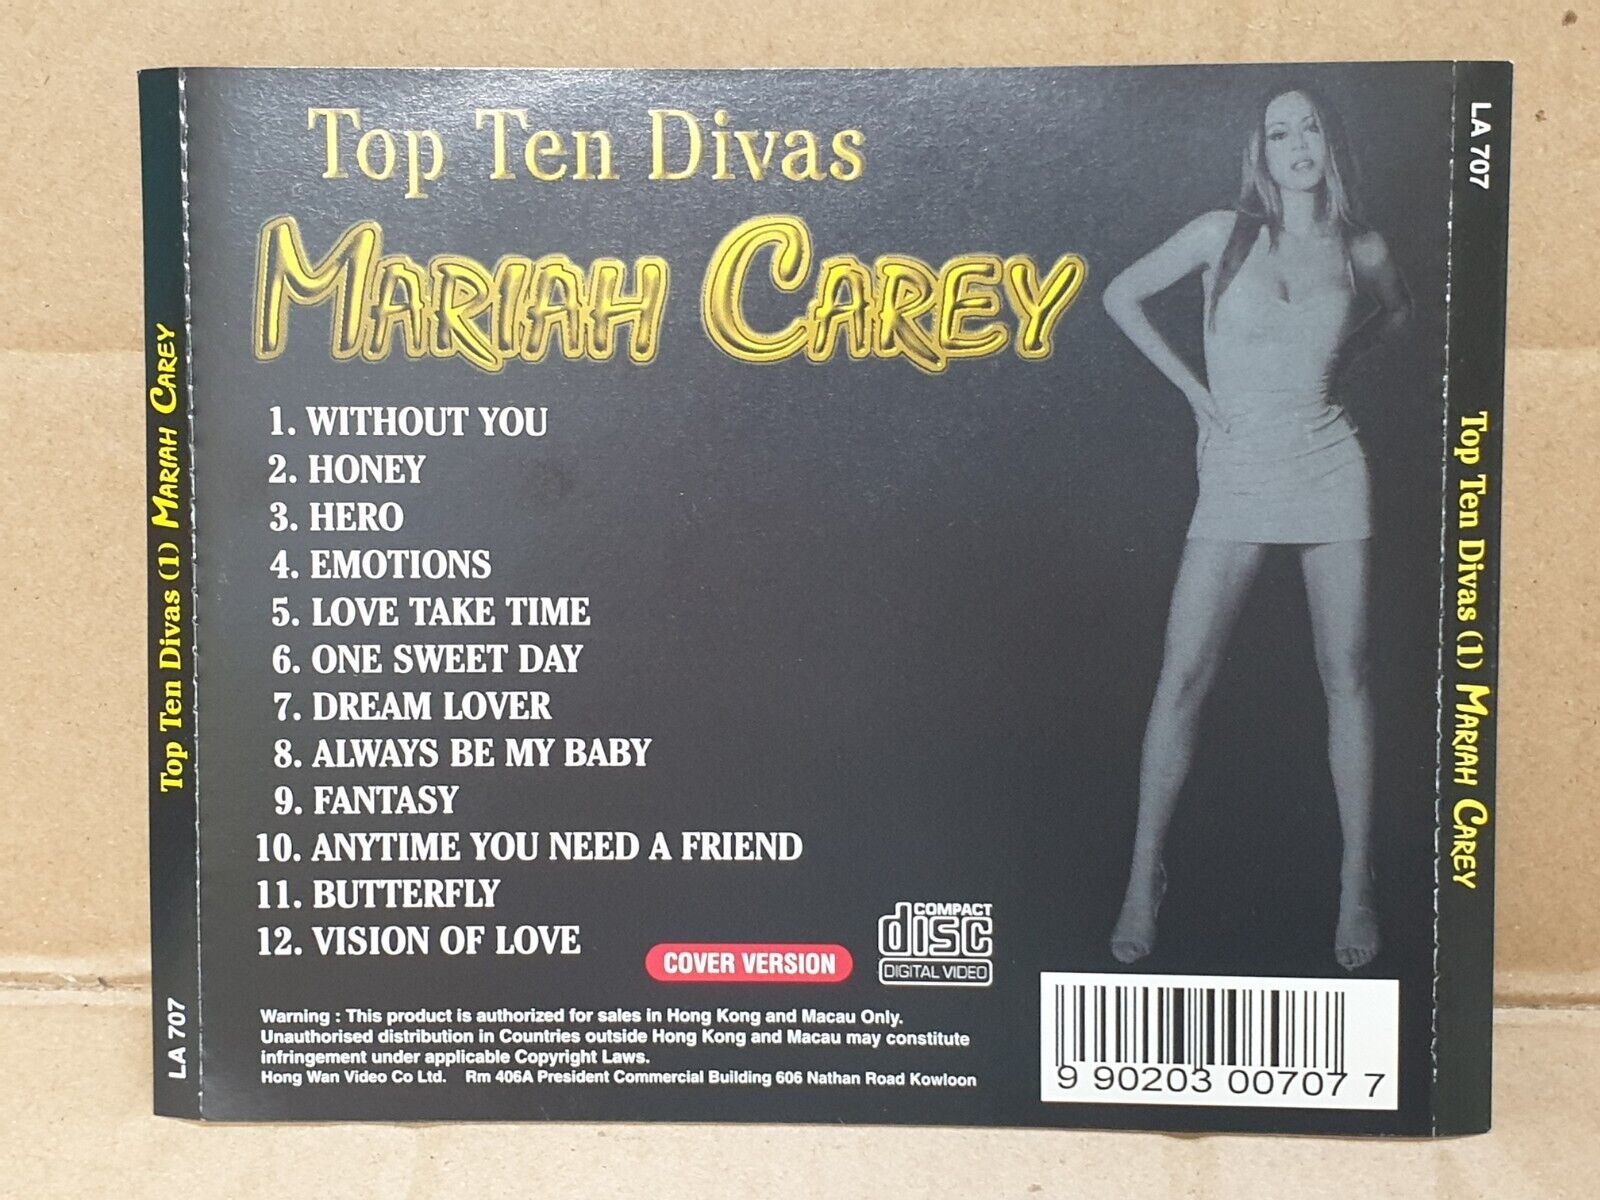 Top Ten Divas
MARIAH CAREY
1. WITHOUT YOU
2. HONEY
3. HERO
4. EMOTIONS
5. LOVE TAKE TIME
6. ONE SWEET DAY
7. DREAM LOVER
8. ALWAYS BE MY BABY
9. FANTASY
10. ANYTIME YOU NEED A FRIEND
11. BUTTERFLY
12. VISION OF LOVE
COVER VERSION
COMPACT
disc
DIGITAL VIDEO
Warning : This product is authorized for sales in Hong Kong and Macau Only.
Unauthorised distribution in Countries outside Hong Kong and Macau may constitute
infringement under applicable Copyright Laws.
Hong Wan Video Co Ltd. Rm 406A President Commercial Building 606 Nathan Road Kowloon
9 90203 00707 7
Top Ten Divas (1) MARIAH CAREY
LA 707
LA 707
Top Ten Divas (1) MARIAH CAREY